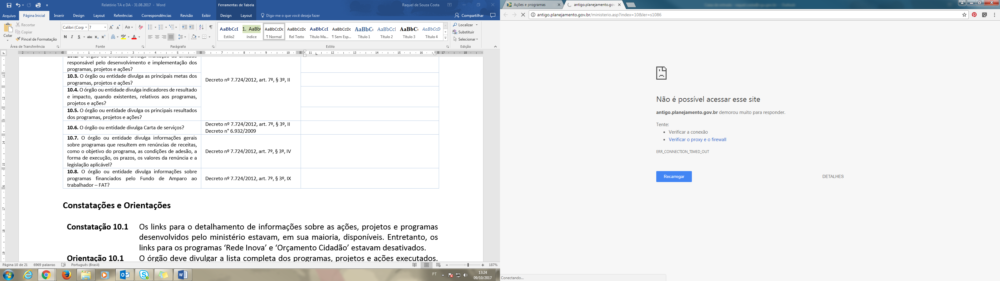 Relatório TA e DA - 31.08.2017 - Word
Ferramentas de Tabela
Raquel de Souza Costa
Arquivo
Página Inicial
Inserir
Design
Layout
Referências
Correspondências
Revisão
Exibir
Design
Layout
Diga-me o que você deseja fazer
Compartilhar
Colar
Recortar
Copiar
Pincel de Formatação
Área de Transferência
Calibri (Corp
7
Fonte
Parágrafo
AaBbCcI
Estilo2
1. AaBb
índice
AaBbCcDc
¶ Normal
AaBbCcDc
Rel Texto
AaBbCcI
Título Ma...
AaBbCcDc
¶ Sem Esp...
AaBbC
Título 1
AaBbCcI
Título 2
AaBbC
Título 3
AaBbCcD
Título 4
Estilo
Localizar
Substituir
Selecionar
Edição
responsável pelo desenvolvimento e implementação dos
programas, projetos e ações?
10.3. O órgão ou entidade divulga as principais metas dos
programas, projetos e ações?
10.4. O órgão ou entidade divulga indicadores de resultado
e impacto, quando existentes, relativos aos programas,
projetos e ações?
10.5. O órgão ou entidade divulga os principais resultados
dos programas, projetos e ações?
Decreto nº 7.724/2012, art. 7º, § 3º, II
10.6. O órgão ou entidade divulga Carta de serviços?
Decreto nº 7.724/2012, art. 7º, § 3º, II
Decreto n° 6.932/2009
10.7. O órgão ou entidade divulga informações gerais
sobre programas que resultem em renúncias de receitas,
como o objetivo do programa, as condições de adesão, a
forma de execução, os prazos, os valores da renúncia e a
legislação aplicável?
Decreto nº 7.724/2012, art. 7º, § 3º, IV
10.8. O órgão ou entidade divulga informações sobre
programas financiados pelo Fundo de Amparo ao
trabalhador – FAT?
Decreto nº 7.724/2012, art. 7º, § 3º, IX
Constatações e Orientações
Constatação 10.1 Os links para o detalhamento de informações sobre as ações, projetos e programas
desenvolvidos pelo ministério estavam, em sua maioria, disponíveis. Entretanto, os
links para os programas ‘Rede Inova’ e ‘Orçamento Cidadão’ estavam desativados.
Orientação 10.1 O órgão deve divulgar a lista completa dos programas, projetos e ações executados.
Página 10 de 21
6969 palavras
Português (Brasil)
187%
PT
13:24
09/10/2017
Ações e programas
antigo.planejamento.gov
antigo.planejamento.gov.br/ministerio.asp?index=10&ler=s1086
Não é possível acessar esse site
antigo.planejamento.gov.br demorou muito para responder.
Tente:
Verificar a conexão
Verificar o proxy e o firewall
ERR_CONNECTION_TIMED_OUT
Recarregar
DETALHES
Conectando...